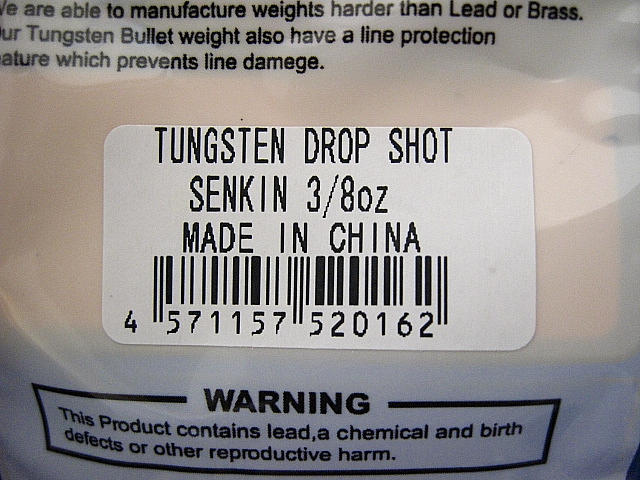 We are able to manufacture weights harder than Lead or Brass.
ur Tungsten Bullet weight also have a line protection
ature which prevents line damege.
TUNGSTEN DROP SHOT
SENKIN 3/8oz
MADE IN CHINA
4 571157 520162
WARNING
This Product contains lead,a chemical and birth
defects or other reproductive harm.